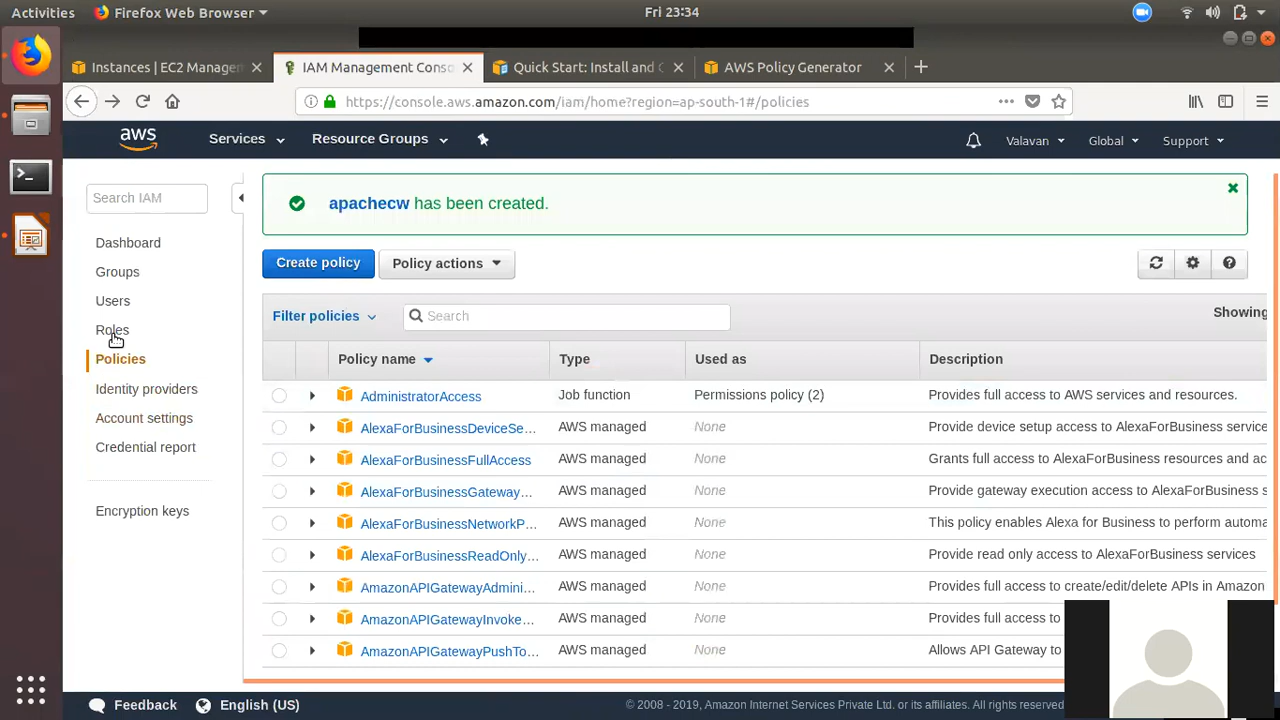 Activities Firefox Web Browser Fri 23:34
Instances | EC2 Manage IAM Management Conso Quick Start: Install and C AWS Policy Generator
https://console.aws.amazon.com/iam/home?region=ap-south-1#/policies
aws Services Resource Groups Valavan Global Support
Search IAM
Dashboard
Groups
Users
Roles
Policies
Identity providers
Account settings
Credential report
Encryption keys
apachecw has been created.
Create policy Policy actions
Filter policies Search Showing
Policy name Type Used as Description
AdministratorAccess Job function Permissions policy (2) Provides full access to AWS services and resources.
AlexaForBusinessDeviceSe... AWS managed None Provide device setup access to AlexaForBusiness service
AlexaForBusinessFullAccess AWS managed None Grants full access to AlexaForBusiness resources and ac
AlexaForBusinessGateway... AWS managed None Provide gateway execution access to AlexaForBusiness s
AlexaForBusinessNetworkP... AWS managed None This policy enables Alexa for Business to perform automa
AlexaForBusinessReadOnly... AWS managed None Provide read only access to AlexaForBusiness services
AmazonAPIGatewayAdmini... AWS managed None Provides full access to create/edit/delete APIs in Amazon
AmazonAPIGatewayInvoke... AWS managed None Provides full access to
AmazonAPIGatewayPushTo... AWS managed None Allows API Gateway to
Feedback English (US) © 2008 - 2019, Amazon Internet Services Private Ltd. or its affiliates. All rights reserved